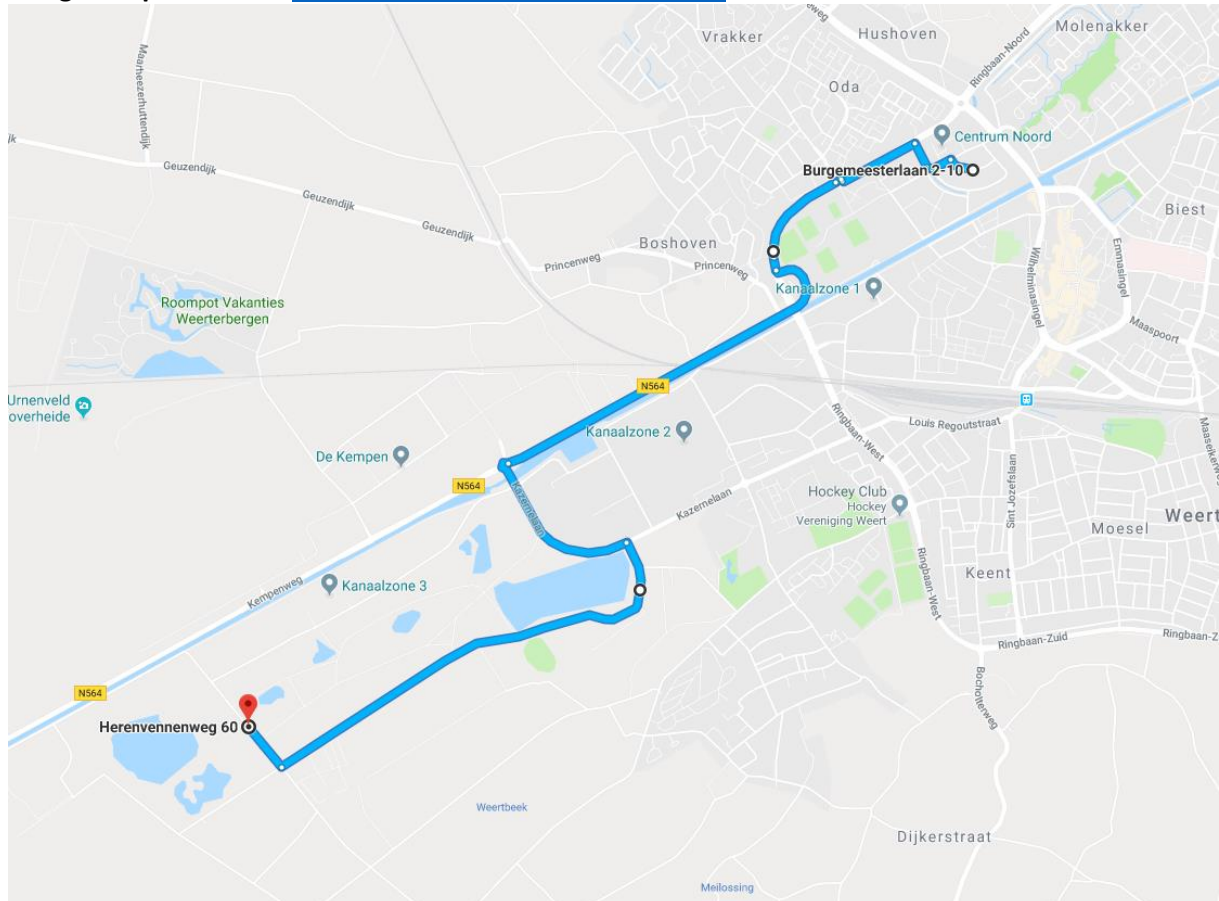 Vrakker
Hushoven
Molenakker
Ringbaan-Noord
Maarheezerhuttendijk
Oda
Centrum Noord
Geuzendijk
Burgemeesterlaan 2-10
Geuzendijk
Geuzendijk
Biest
Boshoven
Princenweg
Princenweg
Emmasingel
Wilhelminasingel
Kanaalzone 1
Roompot Vakanties
Weerterbergen
Maaspoort
N564
Urnenveld
overheide
Louis Regoutstraat
Ringbaan-West
Kanaalzone 2
De Kempen
N564
Kazernelaan
Kazernelaan
Hockey Club
Hockey
Vereniging Weert
Sint Jozefslaan
Maaseikerweg
Weert
Moesel
Ringbaan-West
Keent
Kempenweg
Kanaalzone 3
Ringbaan-Zuid
Ringbaan-Z
N564
Bocholterweg
Herenvennenweg 60
Weertbeek
Dijkerstraat
Meilossing